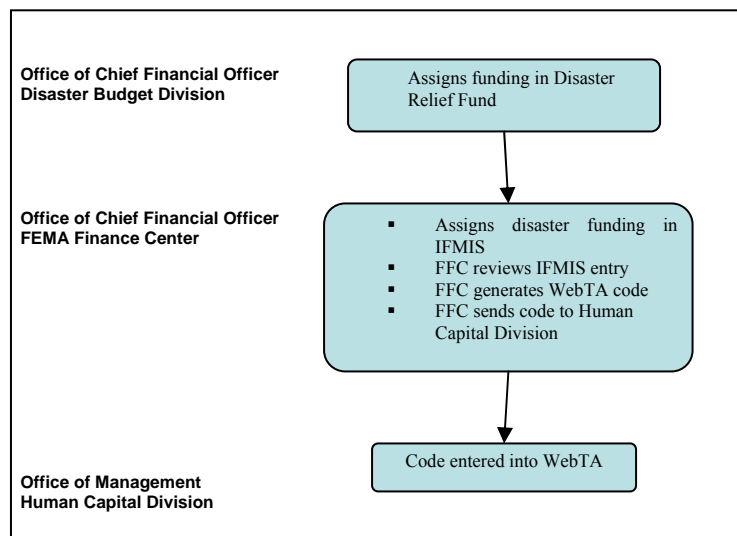 Office of Chief Financial Officer
Disaster Budget Division
Assigns funding in Disaster
Relief Fund
Office of Chief Financial Officer
FEMA Finance Center
▪ Assigns disaster funding in
IFMIS
▪ FFC reviews IFMIS entry
▪ FFC generates WebTA code
▪ FFC sends code to Human
Capital Division
Office of Management
Human Capital Division
Code entered into WebTA